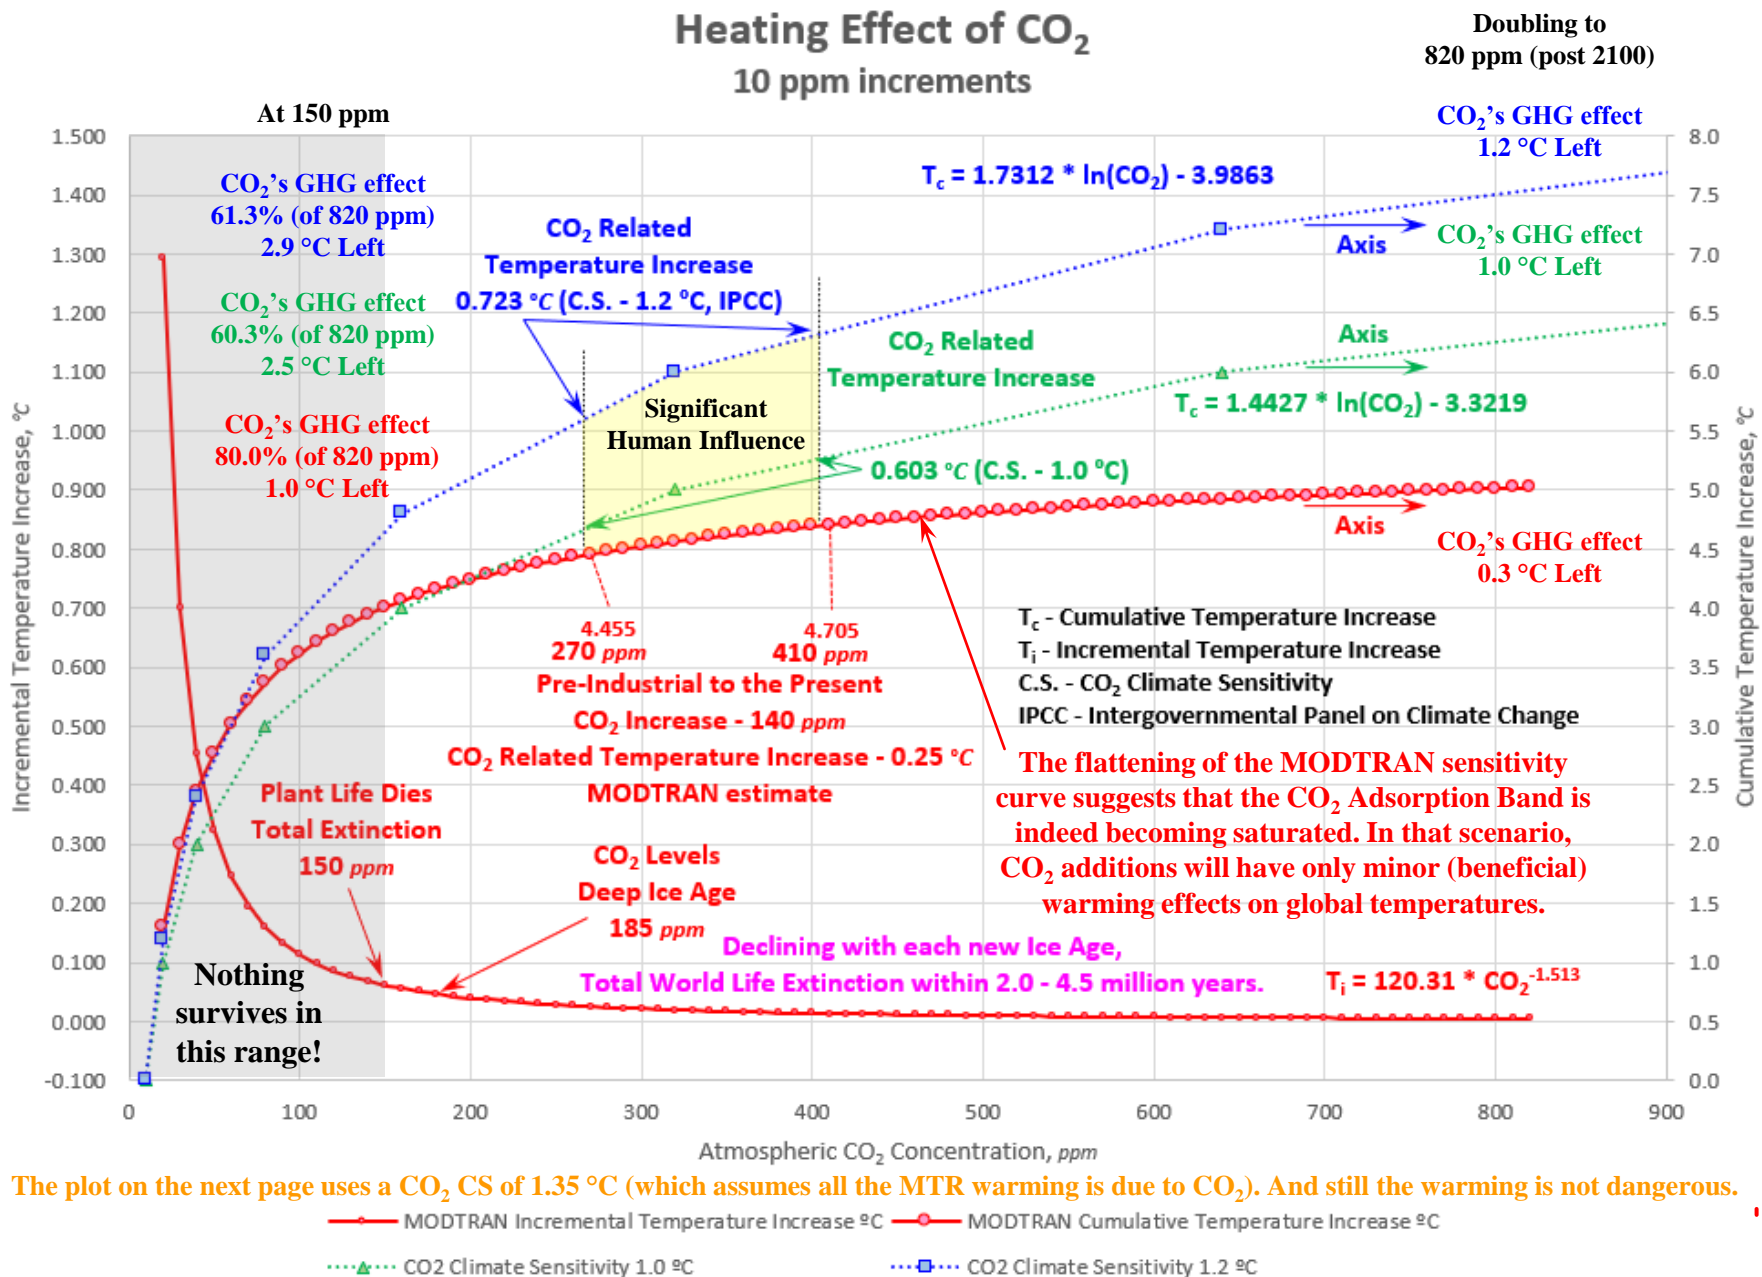 Heating Effect of CO₂
10 ppm increments
Doubling to
820 ppm (post 2100)
At 150 ppm
CO₂'s GHG effect
61.3% (of 820 ppm)
2.9 °C Left
CO₂'s GHG effect
60.3% (of 820 ppm)
2.5 °C Left
CO₂'s GHG effect
80.0% (of 820 ppm)
1.0 °C Left
CO₂ Related
Temperature Increase
0.723 °C (C.S. - 1.2 °C, IPCC)
T꜀ = 1.7312 * ln(CO₂) - 3.9863
CO₂'s GHG effect
1.2 °C Left
Axis
CO₂'s GHG effect
1.0 °C Left
CO₂ Related
Temperature Increase
Axis
T꜀ = 1.4427 * ln(CO₂) - 3.3219
Significant
Human Influence
0.603 °C (C.S. - 1.0 °C)
Axis
CO₂'s GHG effect
0.3 °C Left
4.455
270 ppm
4.705
410 ppm
Pre-Industrial to the Present
CO₂ Increase - 140 ppm
CO₂ Related Temperature Increase - 0.25 °C
MODTRAN estimate
T꜀ - Cumulative Temperature Increase
Tᵢ - Incremental Temperature Increase
C.S. - CO₂ Climate Sensitivity
IPCC - Intergovernmental Panel on Climate Change
The flattening of the MODTRAN sensitivity
curve suggests that the CO₂ Adsorption Band is
indeed becoming saturated. In that scenario,
CO₂ additions will have only minor (beneficial)
warming effects on global temperatures.
Plant Life Dies
Total Extinction
150 ppm
CO₂ Levels
Deep Ice Age
185 ppm
Declining with each new Ice Age,
Total World Life Extinction within 2.0 - 4.5 million years.
Tᵢ = 120.31 * CO₂⁻¹·⁵¹³
Nothing
survives in
this range!
Incremental Temperature Increase, °C
1.500
1.400
1.300
1.200
1.100
1.000
0.900
0.800
0.700
0.600
0.500
0.400
0.300
0.200
0.100
0.000
-0.100
Cumulative Temperature Increase, °C
8.0
7.5
7.0
6.5
6.0
5.5
5.0
4.5
4.0
3.5
3.0
2.5
2.0
1.5
1.0
0.5
0.0
0 100 200 300 400 500 600 700 800 900
Atmospheric CO₂ Concentration, ppm
The plot on the next page uses a CO₂ CS of 1.35 °C (which assumes all the MTR warming is due to CO₂). And still the warming is not dangerous.
MODTRAN Incremental Temperature Increase ºC
MODTRAN Cumulative Temperature Increase ºC
CO2 Climate Sensitivity 1.0 ºC
CO2 Climate Sensitivity 1.2 ºC